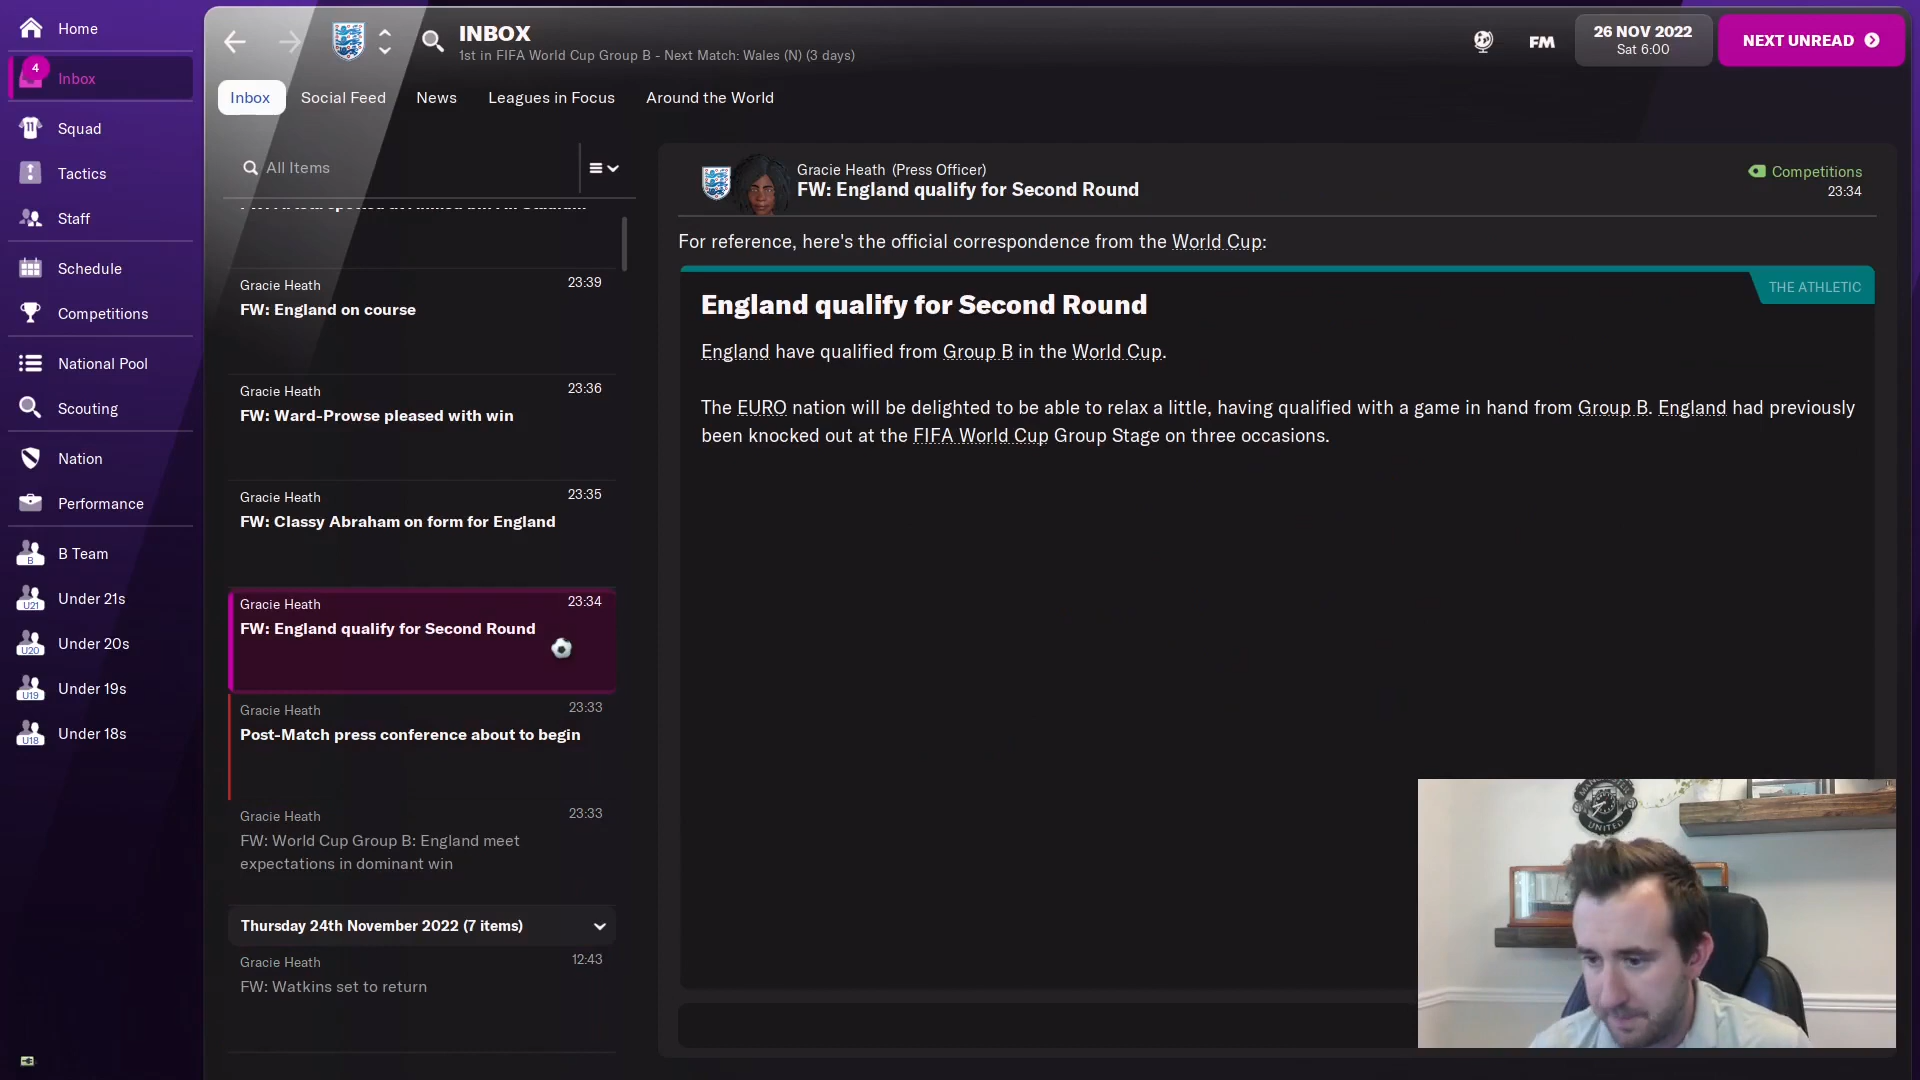 Home
4
Inbox
Squad
Tactics
Staff
Schedule
Competitions
National Pool
Scouting
Nation
Performance
B Team
Under 21s
Under 20s
Under 19s
Under 18s
11
B
U21
U20
U19
U18
INBOX
1st in FIFA World Cup Group B - Next Match: Wales (N) (3 days)
FM
26 NOV 2022
Sat 6:00
NEXT UNREAD
Inbox
Social Feed
News
Leagues in Focus
Around the World
All Items
Gracie Heath
23:39
FW: England on course
Gracie Heath
23:36
FW: Ward-Prowse pleased with win
Gracie Heath
23:35
FW: Classy Abraham on form for England
Gracie Heath
23:34
FW: England qualify for Second Round
Gracie Heath
23:33
Post-Match press conference about to begin
Gracie Heath
23:33
FW: World Cup Group B: England meet
expectations in dominant win
Thursday 24th November 2022 (7 items)
Gracie Heath
12:43
FW: Watkins set to return
Gracie Heath (Press Officer)
FW: England qualify for Second Round
Competitions
23:34
For reference, here's the official correspondence from the World Cup:
THE ATHLETIC
England qualify for Second Round
England have qualified from Group B in the World Cup.
The EURO nation will be delighted to be able to relax a little, having qualified with a game in hand from Group B. England had previously
been knocked out at the FIFA World Cup Group Stage on three occasions.
MANCHESTER
UNITED